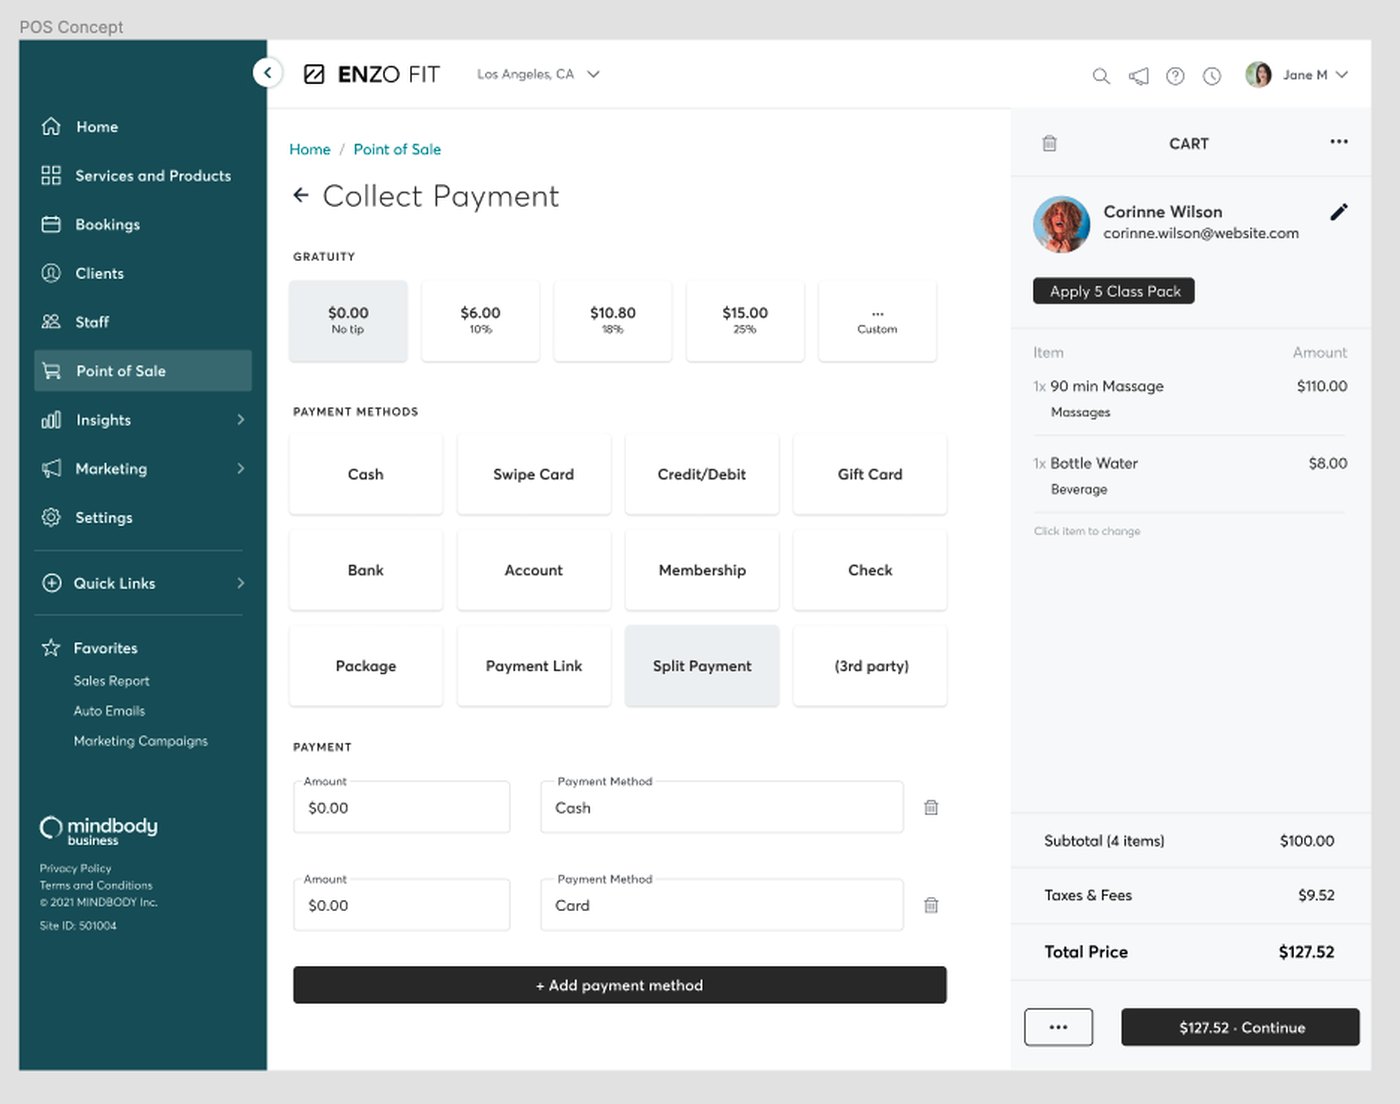 POS Concept
ENZO FIT
Los Angeles, CA
Jane M
Home
Services and Products
Bookings
Clients
Staff
Point of Sale
Insights
Marketing
Settings
Quick Links
Favorites
Sales Report
Auto Emails
Marketing Campaigns
mindbody
business
Privacy Policy
Terms and Conditions
© 2021 MINDBODY Inc.
Site ID: 501004
Home / Point of Sale
Collect Payment
GRATUITY
$0.00
No tip
$6.00
10%
$10.80
18%
$15.00
25%
...
Custom
PAYMENT METHODS
Cash
Swipe Card
Credit/Debit
Gift Card
Bank
Account
Membership
Check
Package
Payment Link
Split Payment
(3rd party)
PAYMENT
Amount
$0.00
Payment Method
Cash
Amount
$0.00
Payment Method
Card
+ Add payment method
CART
Corinne Wilson
corinne.wilson@website.com
Apply 5 Class Pack
Item Amount
1x 90 min Massage $110.00
Massages
1x Bottle Water $8.00
Beverage
Click item to change
Subtotal (4 items) $100.00
Taxes & Fees $9.52
Total Price $127.52
$127.52 · Continue